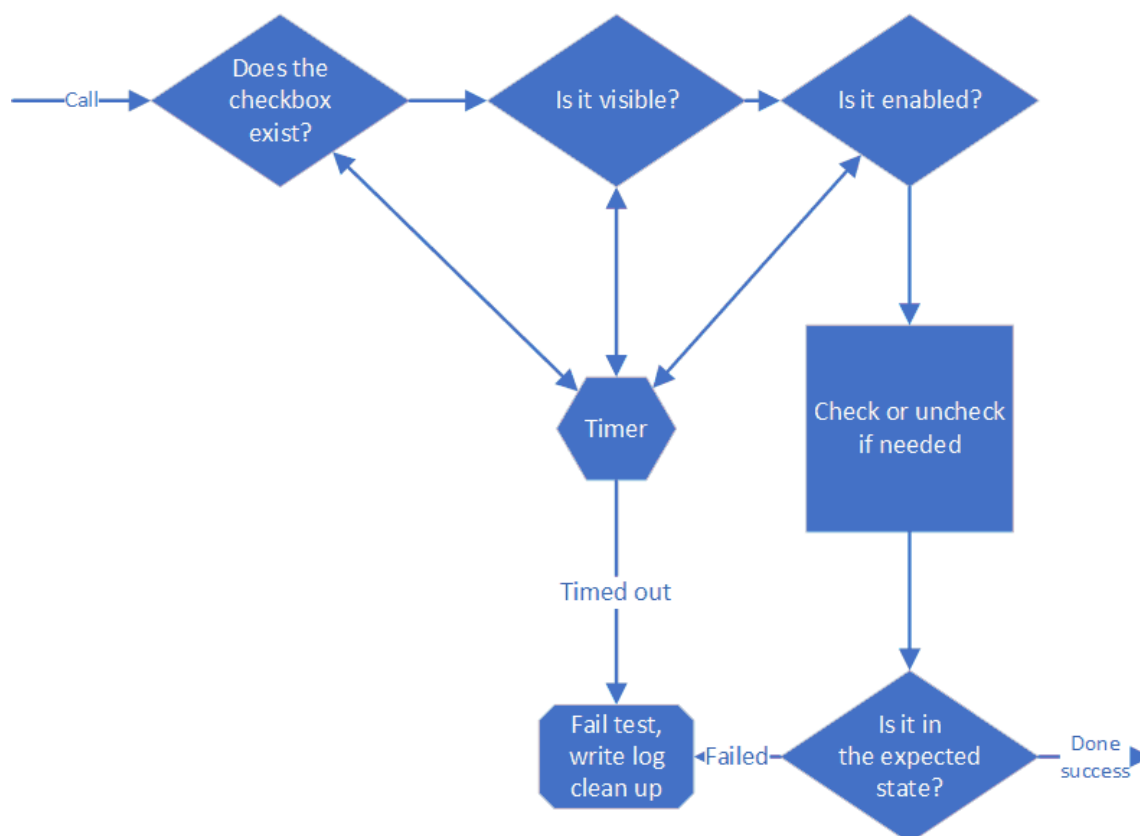 Call
Does the
checkbox
exist?
Is it visible?
Is it enabled?
Timer
Check or uncheck
if needed
Timed out
Fail test,
write log
clean up
Failed
Is it in
the expected
state?
Done
success